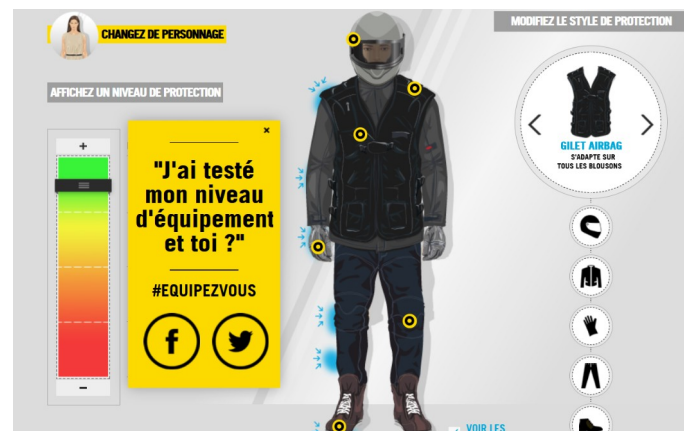 CHANGEZ DE PERSONNAGE
MODIFIEZ LE STYLE DE PROTECTION
AFFICHEZ UN NIVEAU DE PROTECTION
+
×
"J'ai testé
mon niveau
d'équipement
et toi ?"
#EQUIPEZVOUS
f
−
GILET AIRBAG
S'ADAPTE SUR
TOUS LES BLOUSONS
VOIR LES